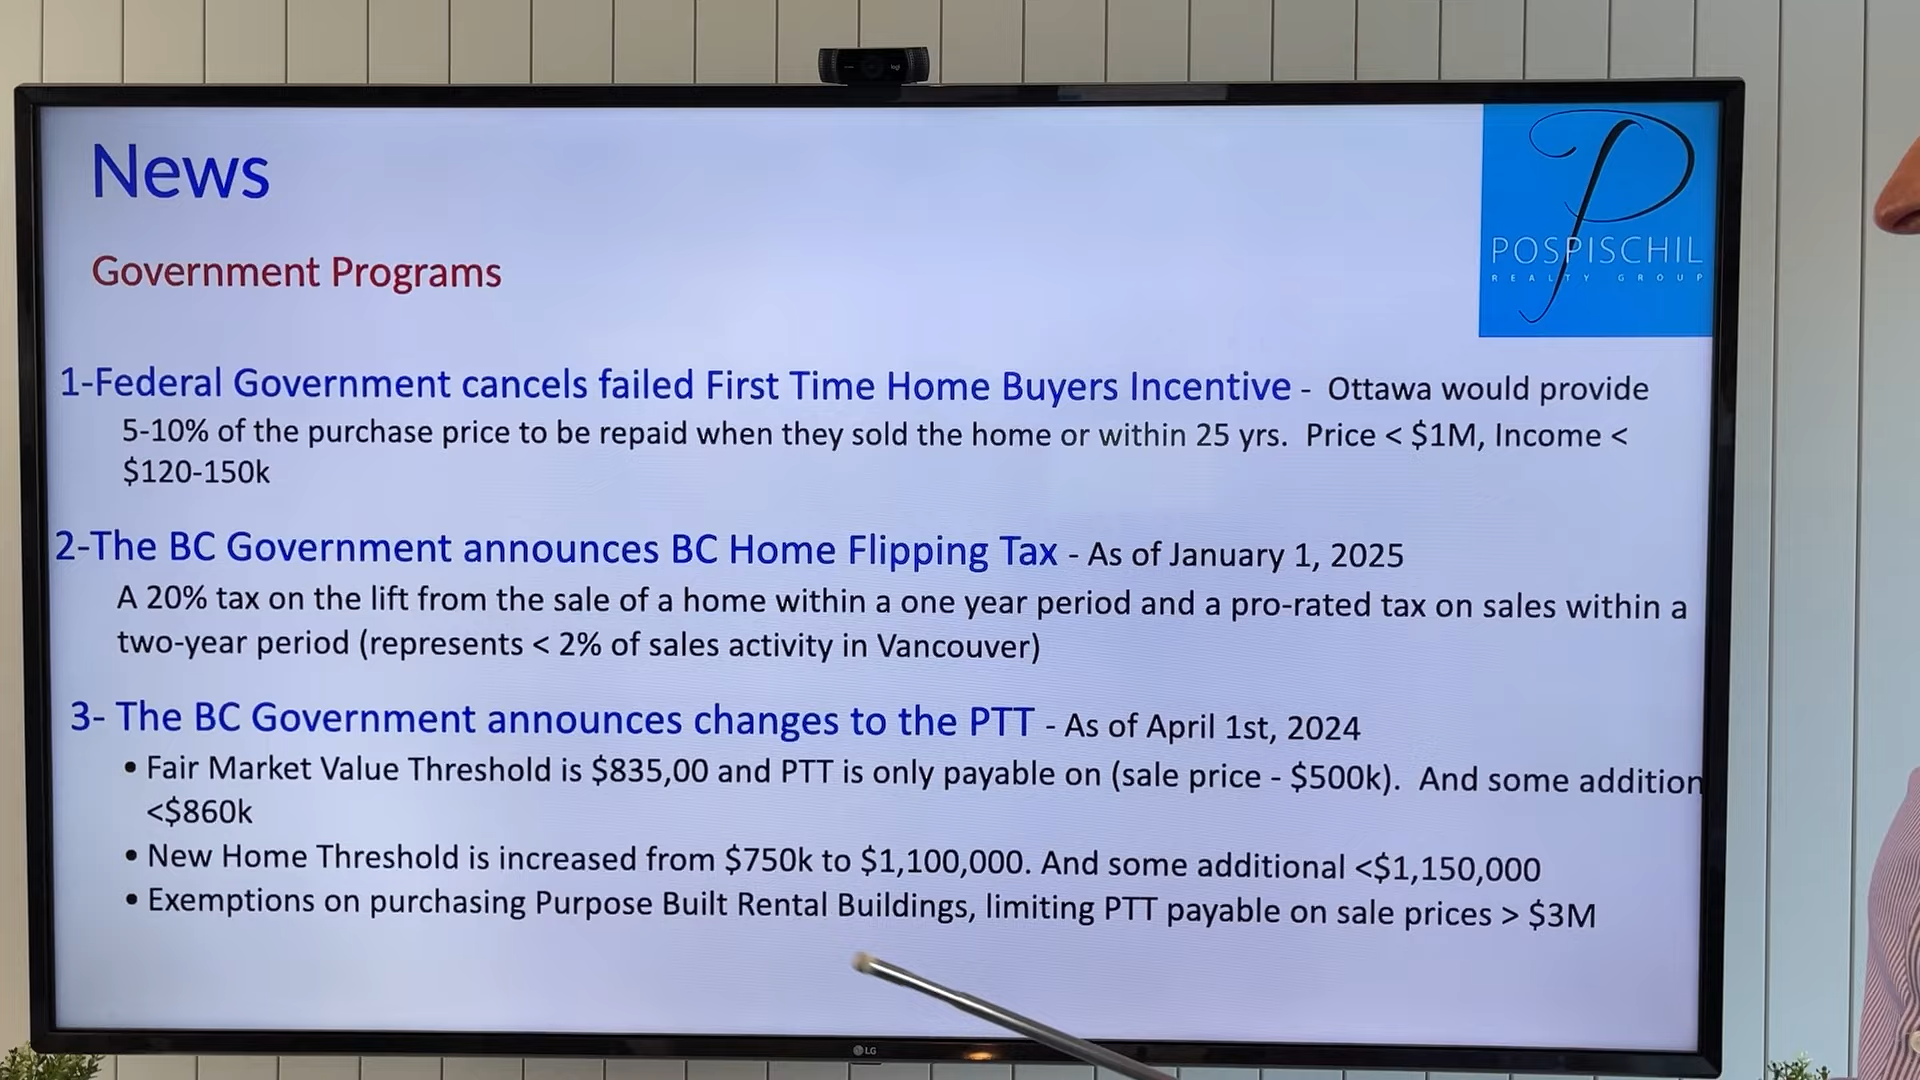 News
POSPISCHIL
REALTY GROUP
Government Programs
1-Federal Government cancels failed First Time Home Buyers Incentive - Ottawa would provide
5-10% of the purchase price to be repaid when they sold the home or within 25 yrs. Price < $1M, Income <
$120-150k
2-The BC Government announces BC Home Flipping Tax - As of January 1, 2025
A 20% tax on the lift from the sale of a home within a one year period and a pro-rated tax on sales within a
two-year period (represents < 2% of sales activity in Vancouver)
3- The BC Government announces changes to the PTT - As of April 1st, 2024
• Fair Market Value Threshold is $835,00 and PTT is only payable on (sale price - $500k). And some addition
<$860k
• New Home Threshold is increased from $750k to $1,100,000. And some additional <$1,150,000
• Exemptions on purchasing Purpose Built Rental Buildings, limiting PTT payable on sale prices > $3M
LG
logi